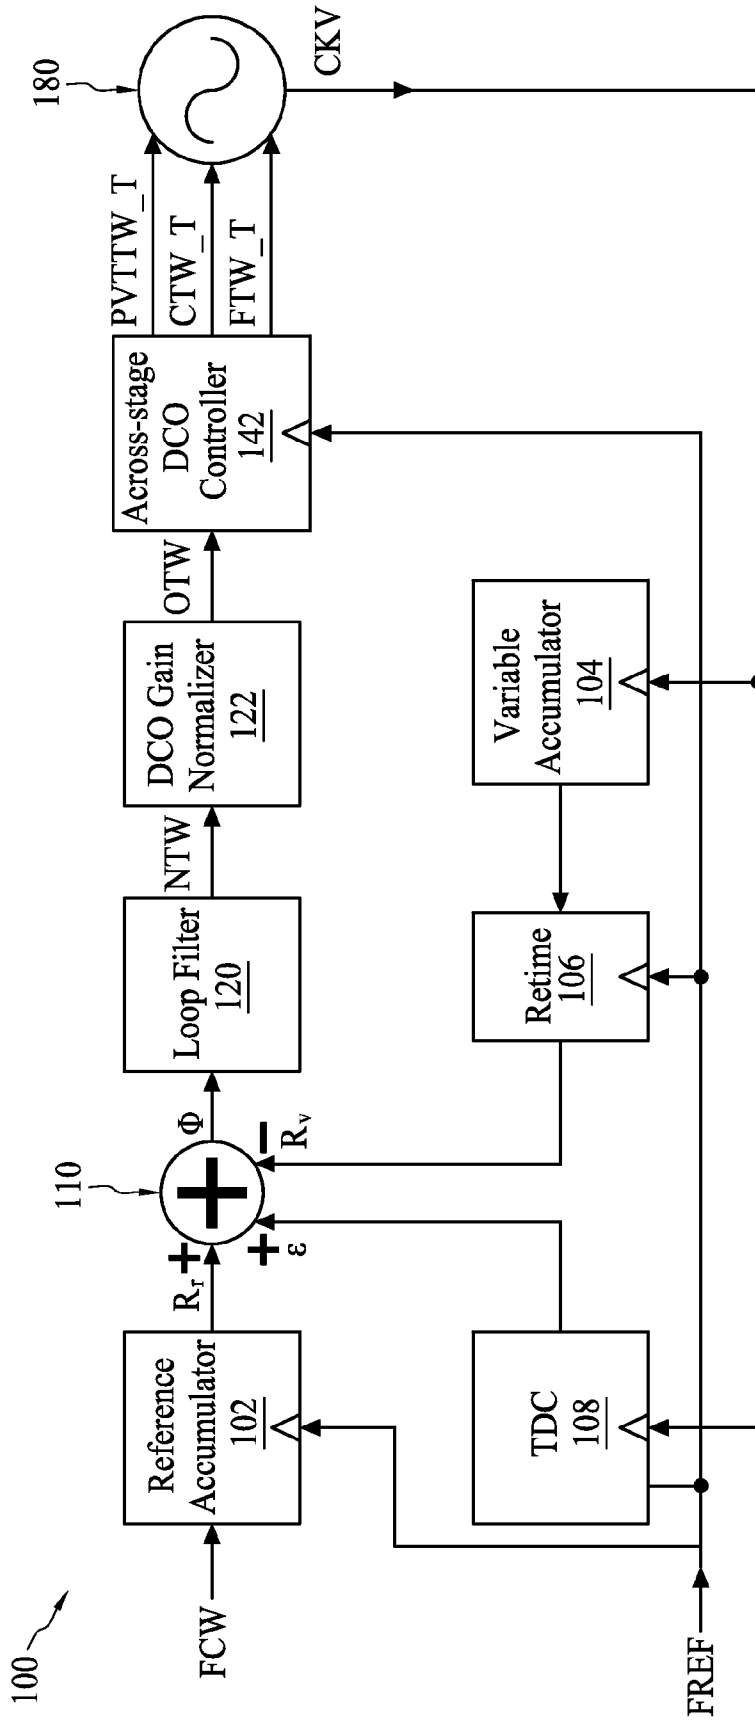 100
FCW
Reference
Accumulator
102
R_r
+
110
+
ε
−
R_v
Φ
Loop Filter
120
NTW
DCO Gain
Normalizer
122
OTW
Across-stage
DCO
Controller
142
PVTTW_T
CTW_T
FTW_T
180
CKV
TDC
108
Retime
106
Variable
Accumulator
104
FREF